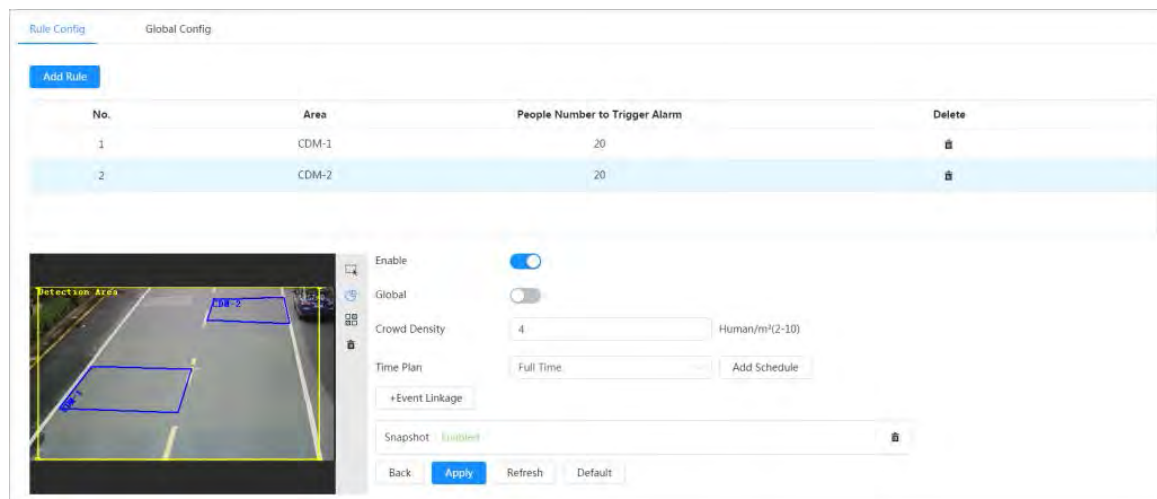 Rule Config Global Config
Add Rule
No. Area People Number to Trigger Alarm Delete
1 CDM-1 20
2 CDM-2 20
Detection Area
CDM-2
CDM-1
Enable
Global
Crowd Density 4 Human/m²(2-10)
Time Plan Full Time Add Schedule
+Event Linkage
Snapshot Enabled
Back Apply Refresh Default